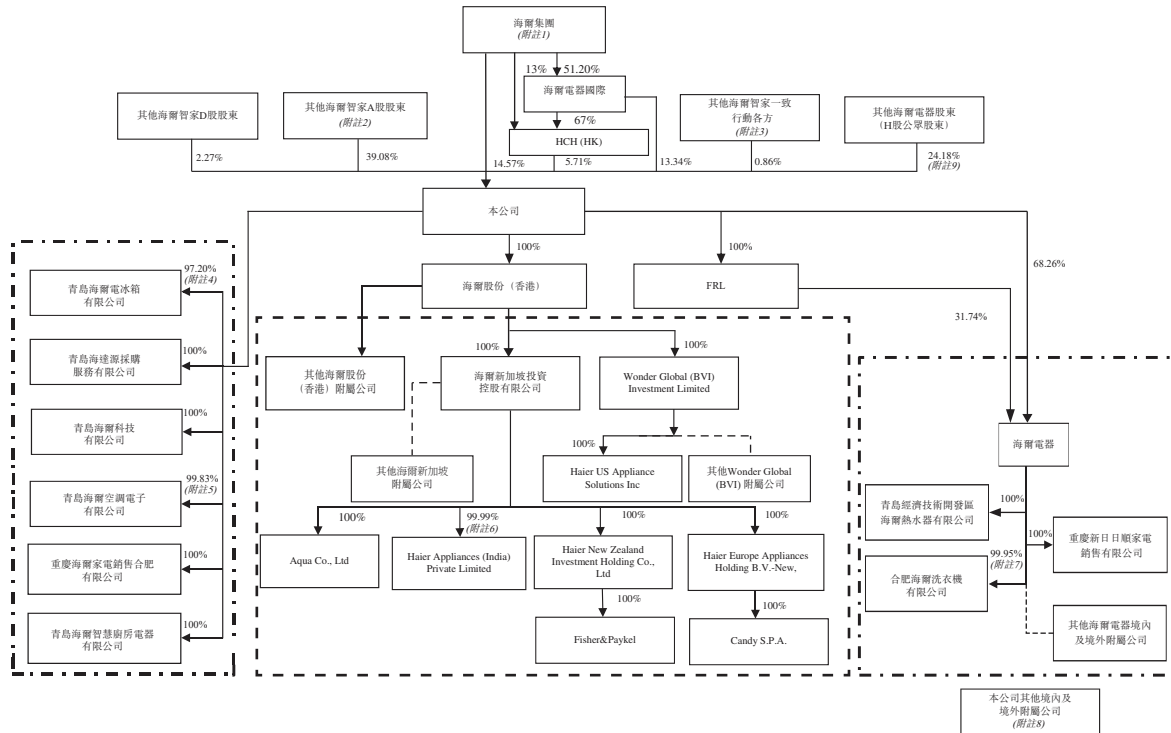 海爾集團
(附註1)
13%
51.20%
海爾電器國際
67%
HCH (HK)
其他海爾智家D股股東
其他海爾智家A股股東
(附註2)
其他海爾智家一致
行動各方
(附註3)
其他海爾電器股東
(H股公眾股東)
2.27%
39.08%
14.57%
5.71%
13.34%
0.86%
24.18%
(附註9)
本公司
100%
100%
68.26%
海爾股份(香港)
FRL
31.74%
97.20%
(附註4)
青島海爾電冰箱
有限公司
100%
青島海達源採購
服務有限公司
100%
青島海爾科技
有限公司
99.83%
(附註5)
青島海爾空調電子
有限公司
100%
重慶海爾家電銷售合肥
有限公司
100%
青島海爾智慧廚房電器
有限公司
100%
100%
其他海爾股份
(香港)附屬公司
海爾新加坡投資
控股有限公司
Wonder Global (BVI)
Investment Limited
100%
其他海爾新加坡
附屬公司
Haier US Appliance
Solutions Inc
其他Wonder Global
(BVI) 附屬公司
100%
99.99%
(附註6)
100%
100%
Aqua Co., Ltd
Haier Appliances (India)
Private Limited
Haier New Zealand
Investment Holding Co.,
Ltd
Haier Europe Appliances
Holding B.V.-New,
100%
100%
Fisher&Paykel
Candy S.P.A.
海爾電器
青島經濟技術開發區
海爾熱水器有限公司
100%
100%
重慶新日日順家電
銷售有限公司
99.95%
(附註7)
合肥海爾洗衣機
有限公司
其他海爾電器境內
及境外附屬公司
本公司其他境內及
境外附屬公司
(附註8)